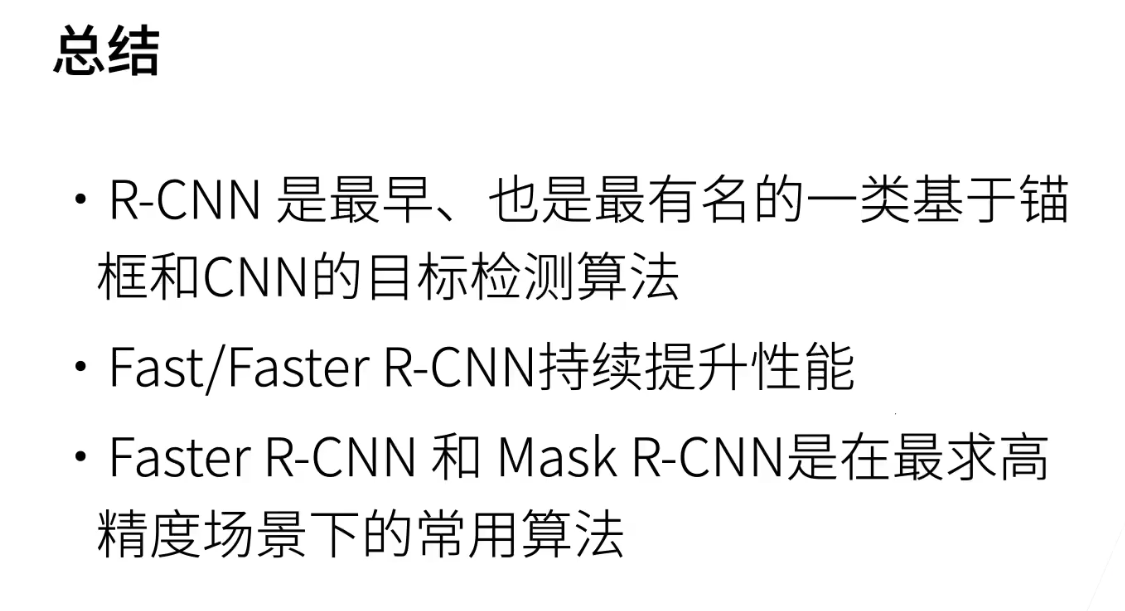 总结
• R-CNN 是最早、也是最有名的一类基于锚
框和CNN的目标检测算法
• Fast/Faster R-CNN持续提升性能
• Faster R-CNN 和 Mask R-CNN是在最求高
精度场景下的常用算法